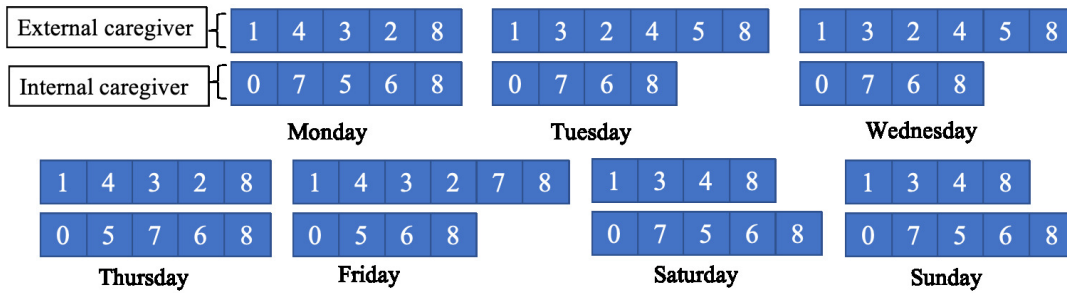 External caregiver 1 4 3 2 8 1 3 2 4 5 8 1 3 2 4 5 8
Internal caregiver 0 7 5 6 8 0 7 6 8 0 7 6 8
Monday Tuesday Wednesday
1 4 3 2 8 1 4 3 2 7 8 1 3 4 8 1 3 4 8
0 5 7 6 8 0 5 6 8 0 7 5 6 8 0 7 5 6 8
Thursday Friday Saturday Sunday